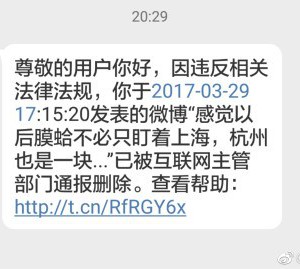 20:29
尊敬的用户你好，因违反相关
法律法规，你于2017-03-29
17:15:20发表的微博“感觉以
后膜蛤不必只盯着上海，杭州
也是一块...”已被互联网主管
部门通报删除。查看帮助：
http://t.cn/RfRGY6x